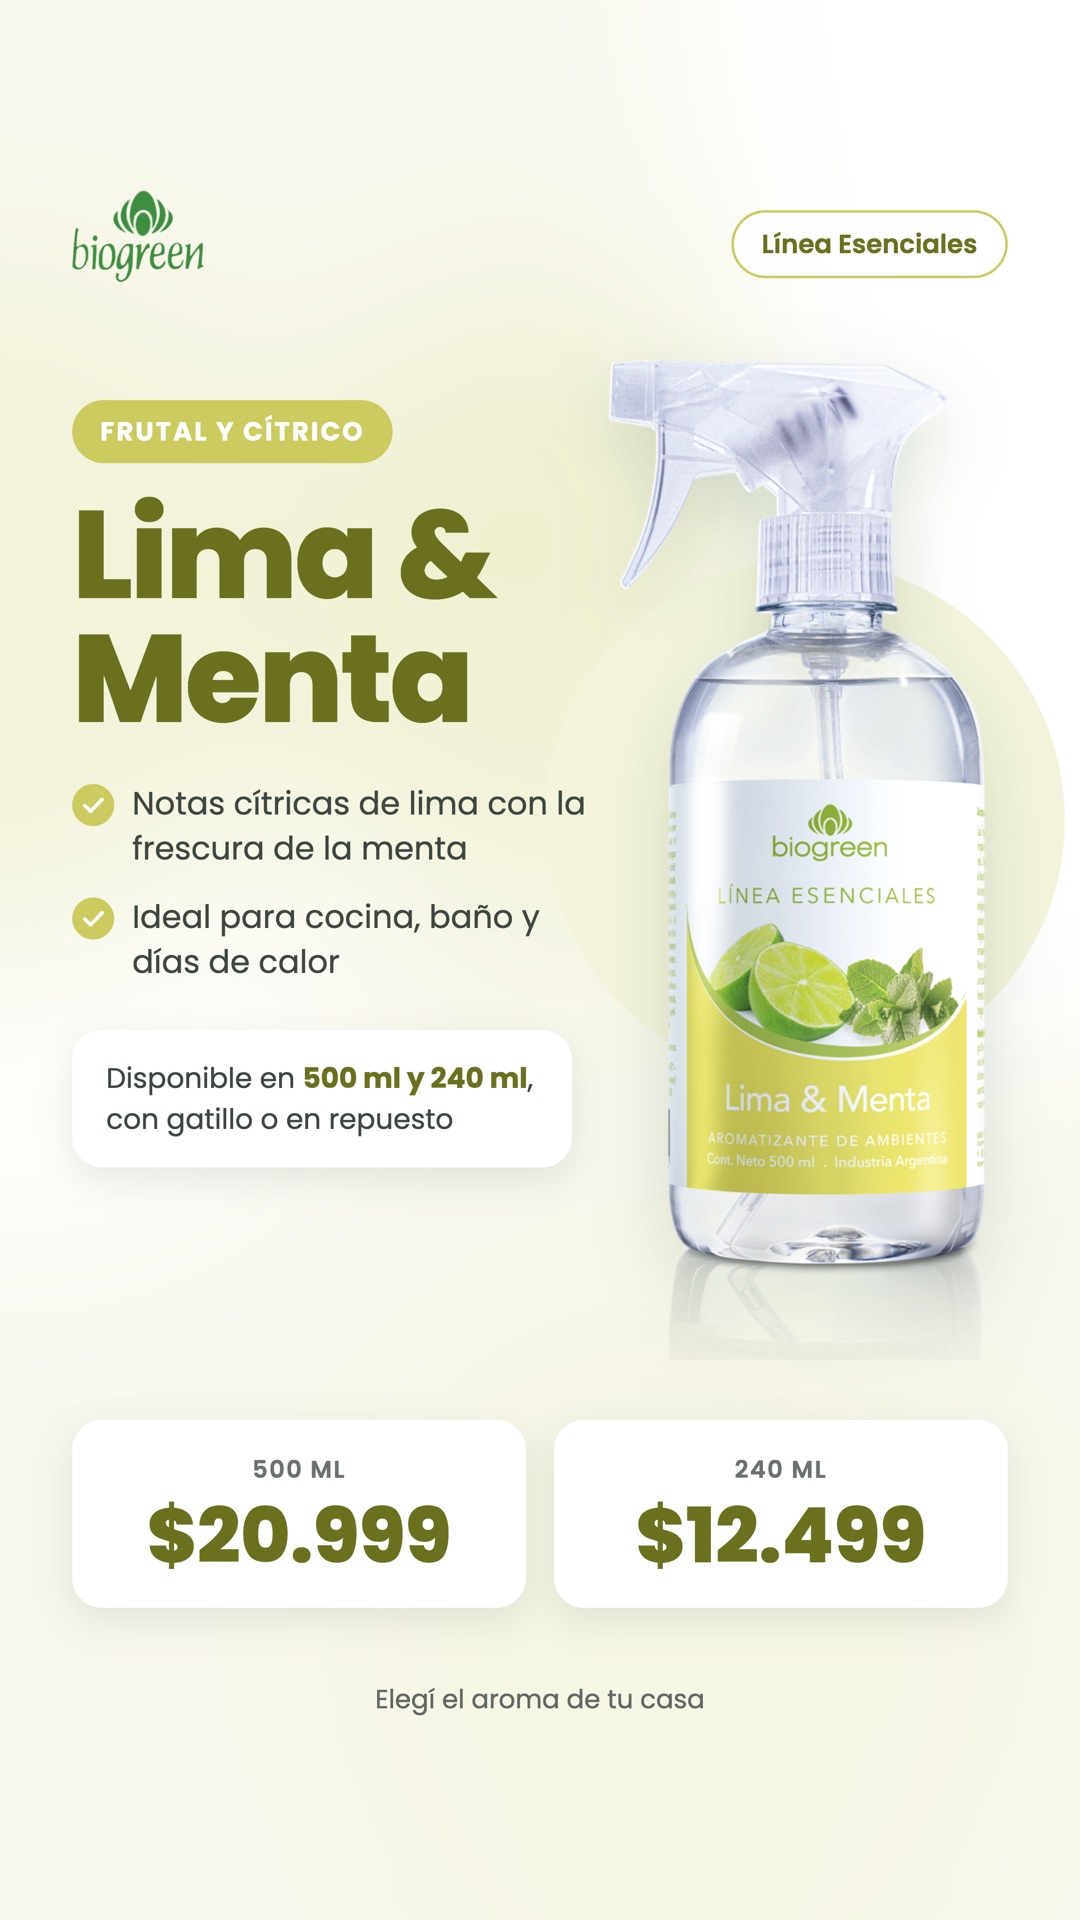 biogreen
Línea Esenciales
FRUTAL Y CÍTRICO
Lima &
Menta
Notas cítricas de lima con la
frescura de la menta
Ideal para cocina, baño y
días de calor
Disponible en 500 ml y 240 ml,
con gatillo o en repuesto
biogreen
LÍNEA ESENCIALES
Lima & Menta
AROMATIZANTE DE AMBIENTES
Cont. Neto 500 ml . Industria Argentina
500 ML
$20.999
240 ML
$12.499
Elegí el aroma de tu casa